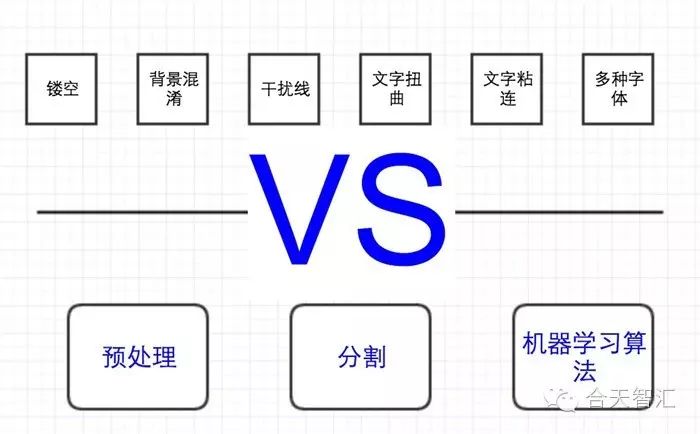 镂空
背景混
淆
干扰线
文字扭
曲
文字粘
连
多种字
体
VS
预处理
分割
机器学习算
法
合天智汇